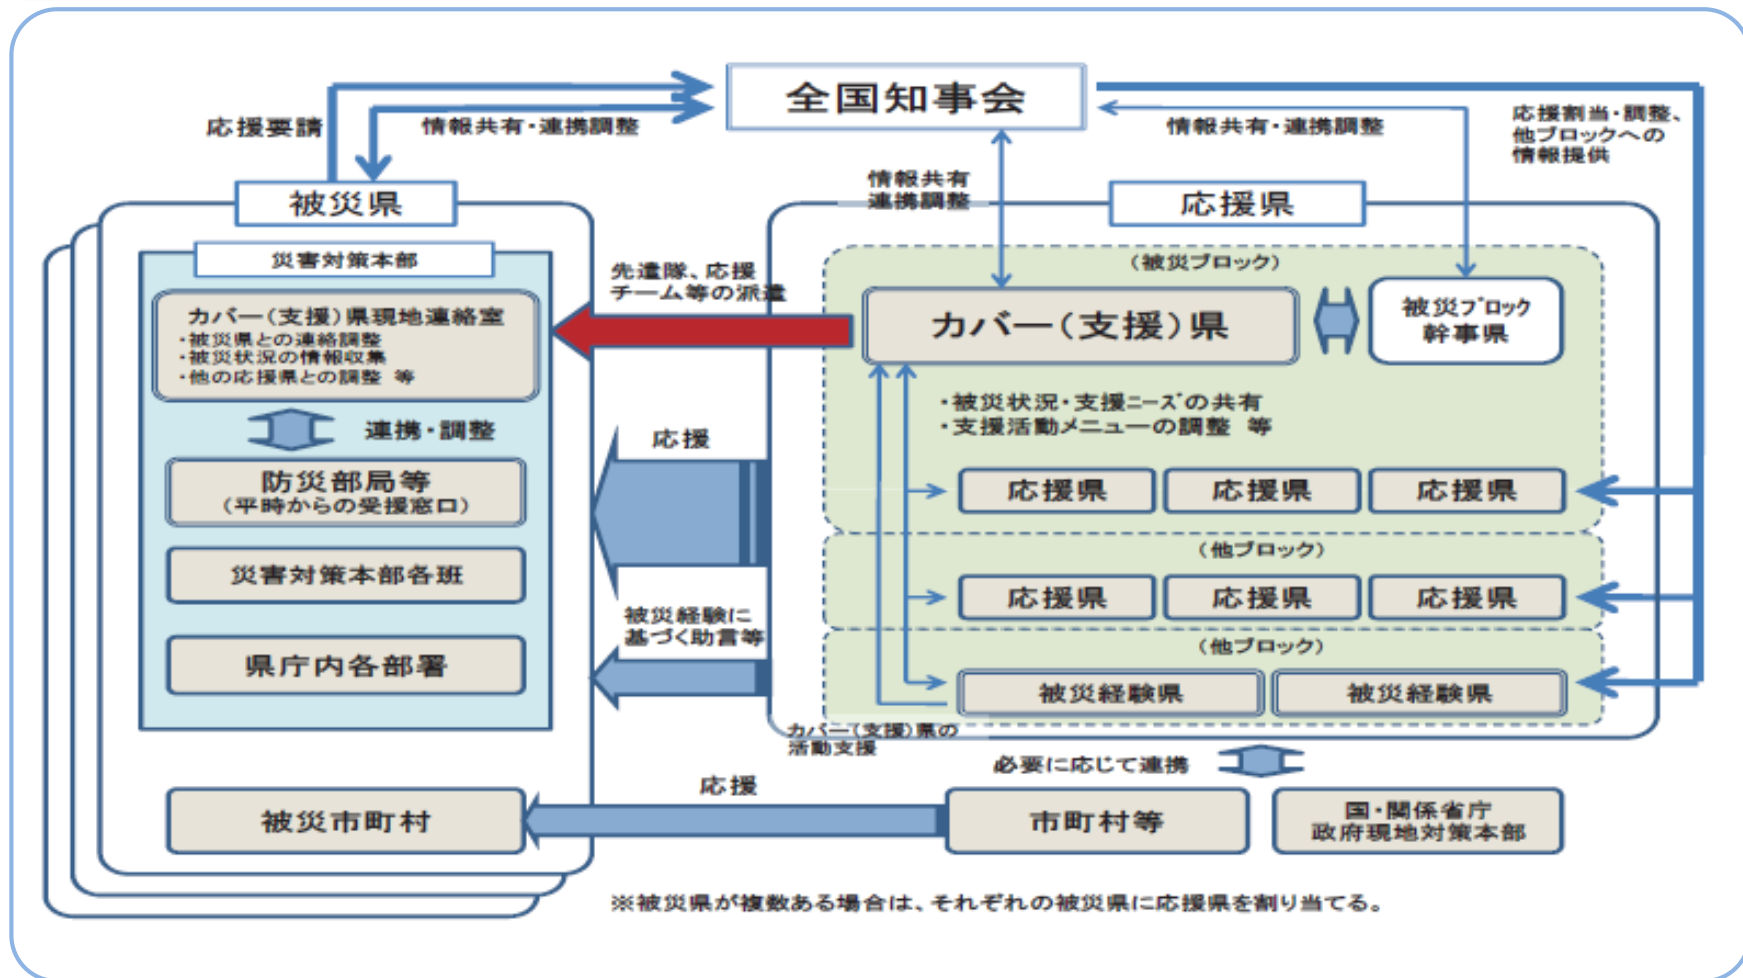 全国知事会
応援要請
情報共有・連携調整
情報共有・連携調整
応援割当・調整、
他ブロックへの
情報提供
情報共有
連携調整
被災県
応援県
災害対策本部
カバー(支援)県現地連絡室
・被災県との連絡調整
・被災状況の情報収集
・他の応援県との調整 等
連携・調整
防災部局等
(平時からの受援窓口)
災害対策本部各班
県庁内各部署
被災市町村
先遣隊、応援
チーム等の派遣
応援
被災経験に
基づく助言等
カバー(支援)県の
活動支援
応援
(被災ブロック)
カバー(支援)県
被災ブロック
幹事県
・被災状況・支援ニーズの共有
・支援活動メニューの調整 等
応援県 応援県 応援県
(他ブロック)
応援県 応援県 応援県
(他ブロック)
被災経験県 被災経験県
必要に応じて連携
市町村等
国・関係省庁
政府現地対策本部
※被災県が複数ある場合は、それぞれの被災県に応援県を割り当てる。